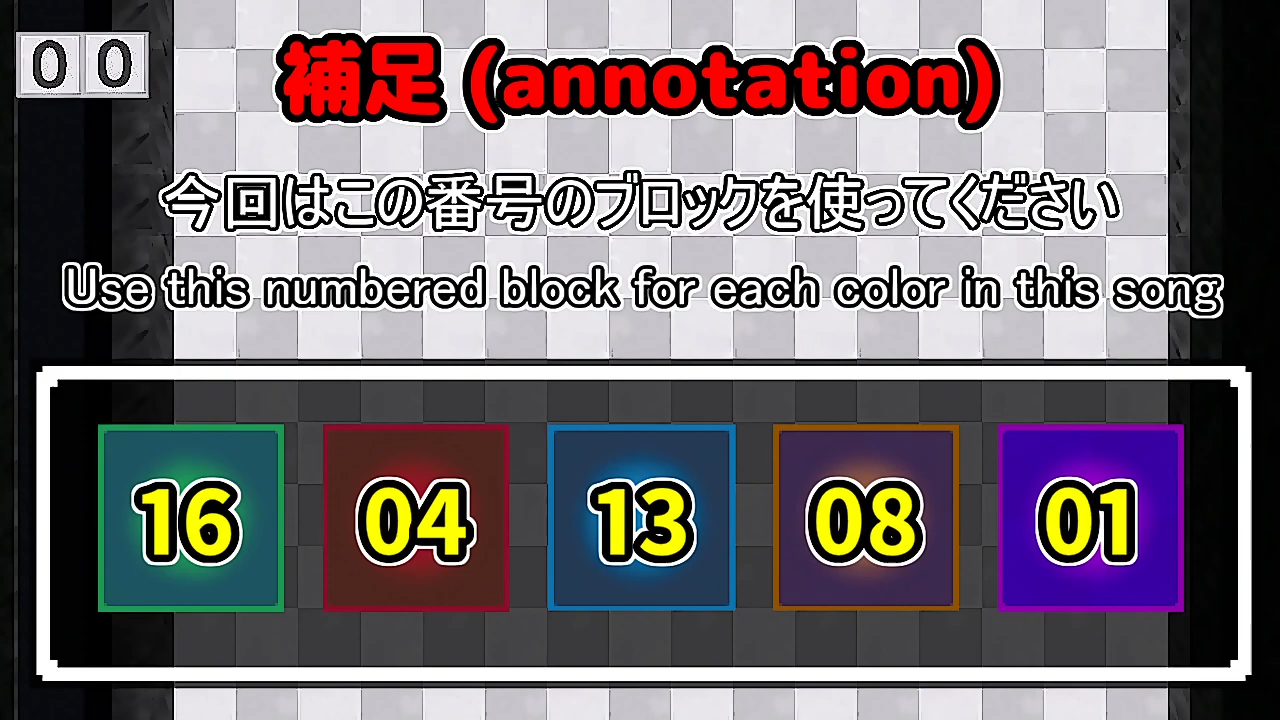 00
補足 (annotation)
今回はこの番号のブロックを使ってください
Use this numbered block for each color in this song
16 04 13 08 01